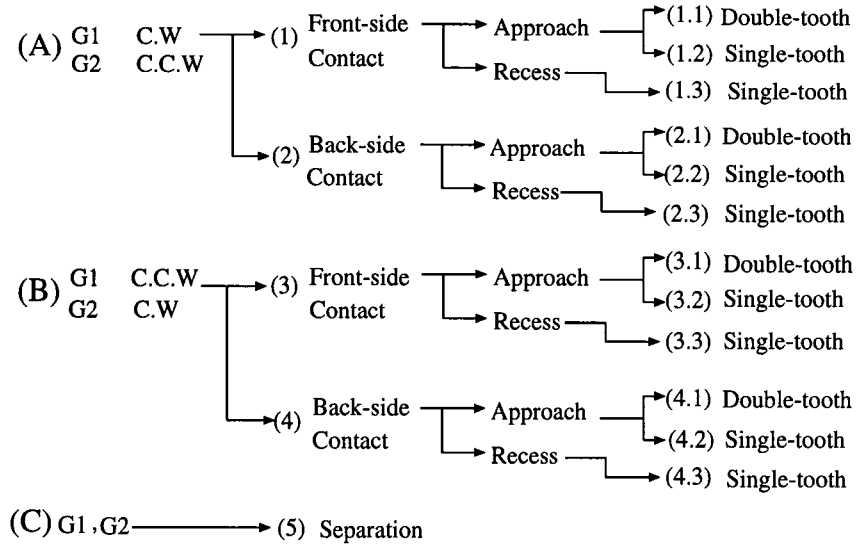 (A) G1 C.W (1) Front-side Approach (1.1) Double-tooth
G2 C.C.W Contact (1.2) Single-tooth
Recess (1.3) Single-tooth
(2) Back-side Approach (2.1) Double-tooth
Contact (2.2) Single-tooth
Recess (2.3) Single-tooth
(B) G1 C.C.W (3) Front-side Approach (3.1) Double-tooth
G2 C.W Contact (3.2) Single-tooth
Recess (3.3) Single-tooth
(4) Back-side Approach (4.1) Double-tooth
Contact (4.2) Single-tooth
Recess (4.3) Single-tooth
(C) G1,G2 (5) Separation